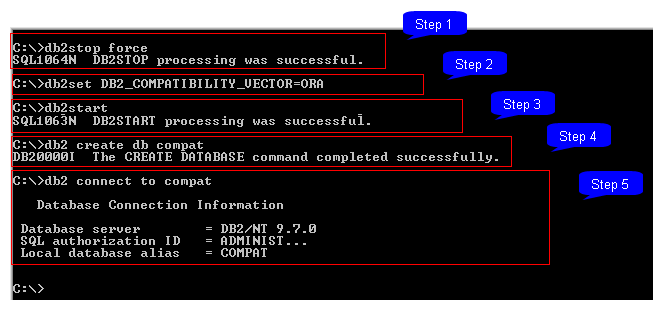 Step 1
C:\>db2stop force
SQL1064N  DB2STOP processing was successful.
Step 2
C:\>db2set DB2_COMPATIBILITY_VECTOR=ORA
Step 3
C:\>db2start
SQL1063N  DB2START processing was successful.
Step 4
C:\>db2 create db compat
DB20000I  The CREATE DATABASE command completed successfully.
Step 5
C:\>db2 connect to compat
Database Connection Information
Database server        = DB2/NT 9.7.0
SQL authorization ID   = ADMINIST...
Local database alias   = COMPAT
C:\>